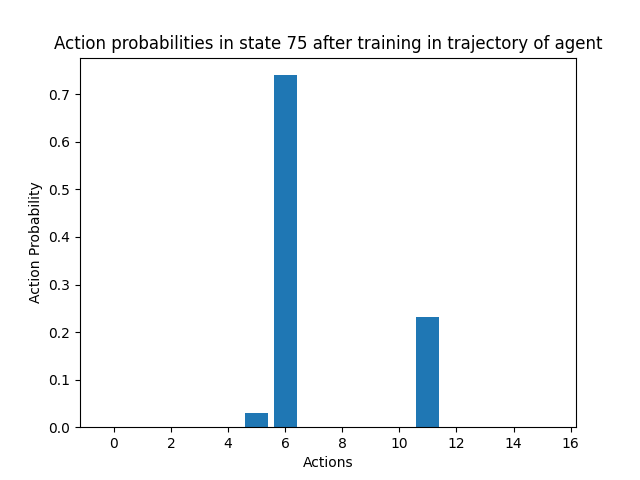 Action probabilities in state 75 after training in trajectory of agent
Action Probability
0.7
0.6
0.5
0.4
0.3
0.2
0.1
0.0
0 2 4 6 8 10 12 14 16
Actions